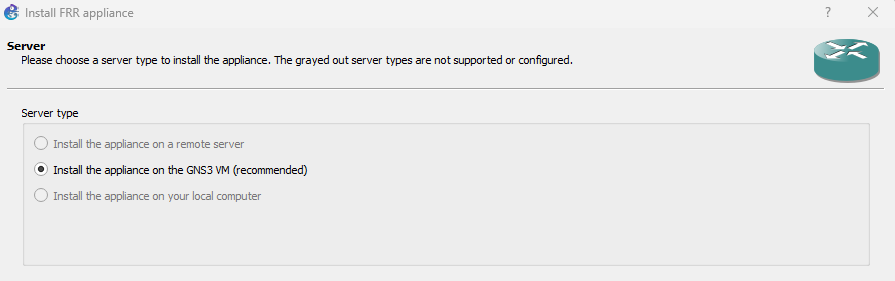 Install FRR appliance
Server
Please choose a server type to install the appliance. The grayed out server types are not supported or configured.
Server type
Install the appliance on a remote server
Install the appliance on the GNS3 VM (recommended)
Install the appliance on your local computer